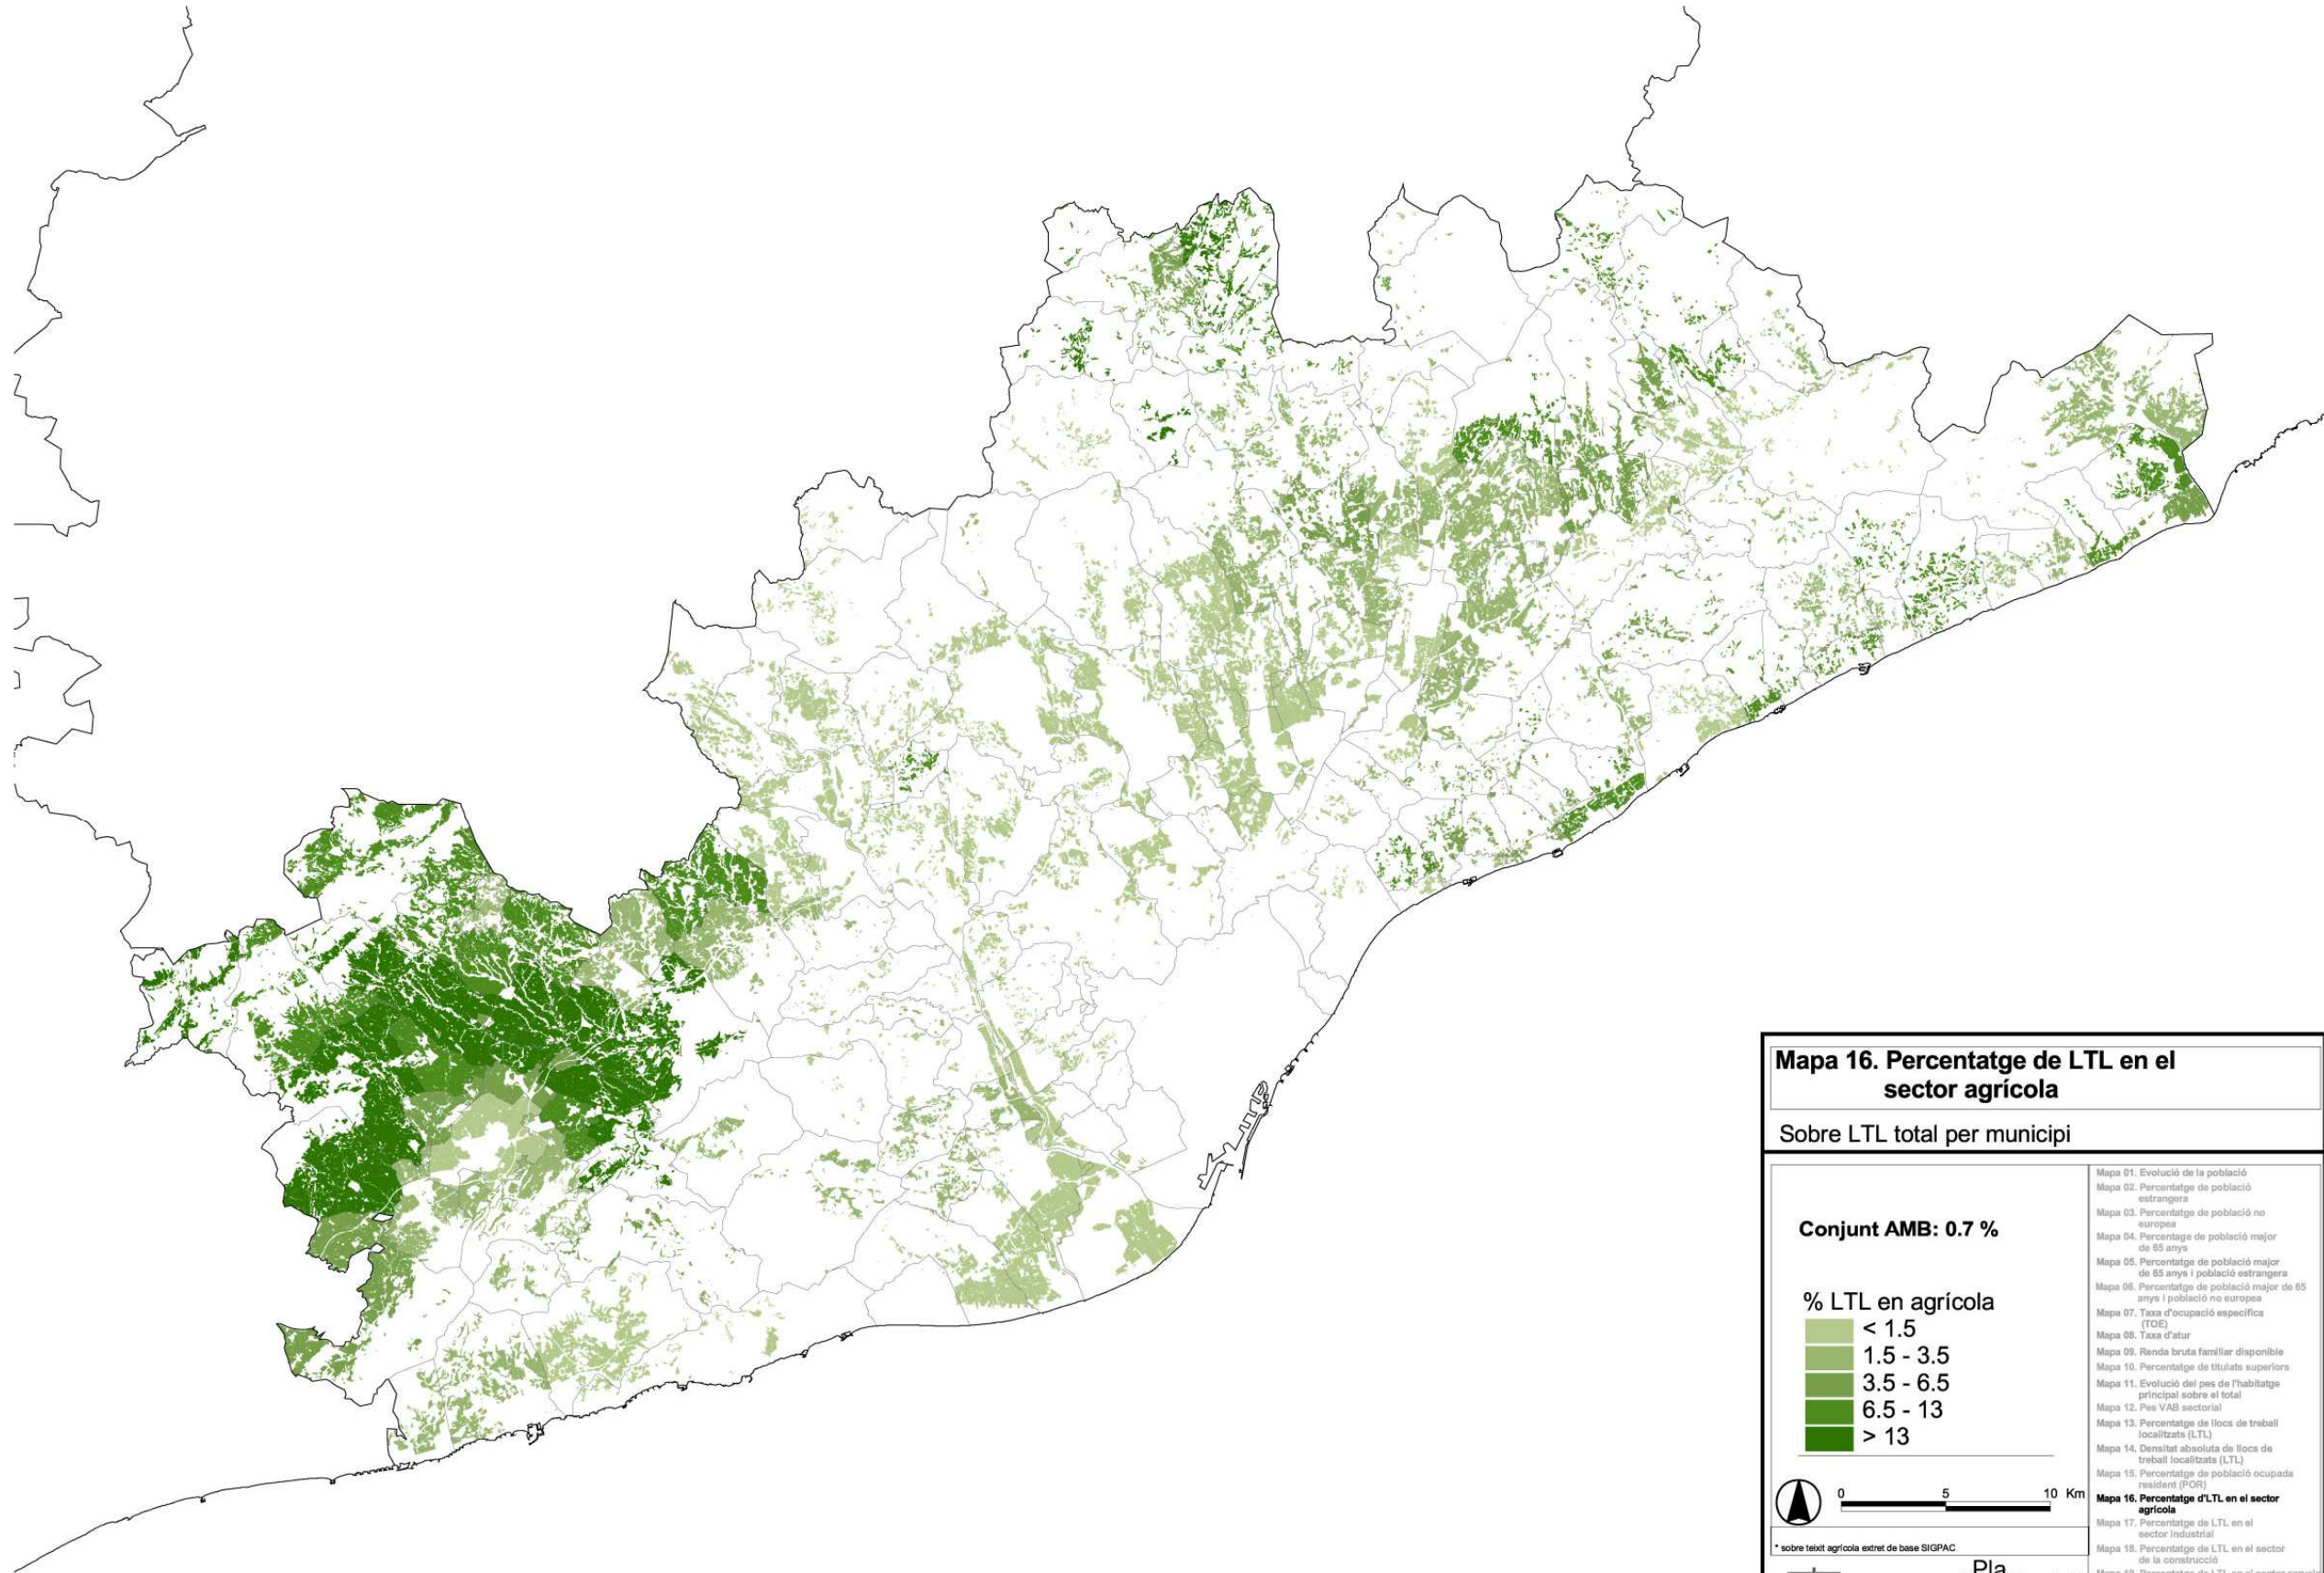 Mapa 16. Percentatge de LTL en el
sector agrícola
Sobre LTL total per municipi
Conjunt AMB: 0.7 %
% LTL en agrícola
< 1.5
1.5 - 3.5
3.5 - 6.5
6.5 - 13
> 13
0 5 10 Km
* sobre teixit agrícola extret de base SIGPAC
Pla
Mapa 01. Evolució de la població
Mapa 02. Percentatge de població
estrangera
Mapa 03. Percentatge de població no
europea
Mapa 04. Percentage de població major
de 65 anys
Mapa 05. Percentatge de població major
de 65 anys i població estrangera
Mapa 06. Percentatge de població major de 65
anys i població no europea
Mapa 07. Taxa d'ocupació específica
(TOE)
Mapa 08. Taxa d'atur
Mapa 09. Renda bruta familiar disponible
Mapa 10. Percentatge de titulats superiors
Mapa 11. Evolució del pes de l'habitatge
principal sobre el total
Mapa 12. Pes VAB sectorial
Mapa 13. Percentatge de llocs de treball
localitzats (LTL)
Mapa 14. Densitat absoluta de llocs de
treball localitzats (LTL)
Mapa 15. Percentatge de població ocupada
resident (POR)
Mapa 16. Percentatge d'LTL en el sector
agrícola
Mapa 17. Percentatge de LTL en el
sector industrial
Mapa 18. Percentatge de LTL en el sector
de la construcció